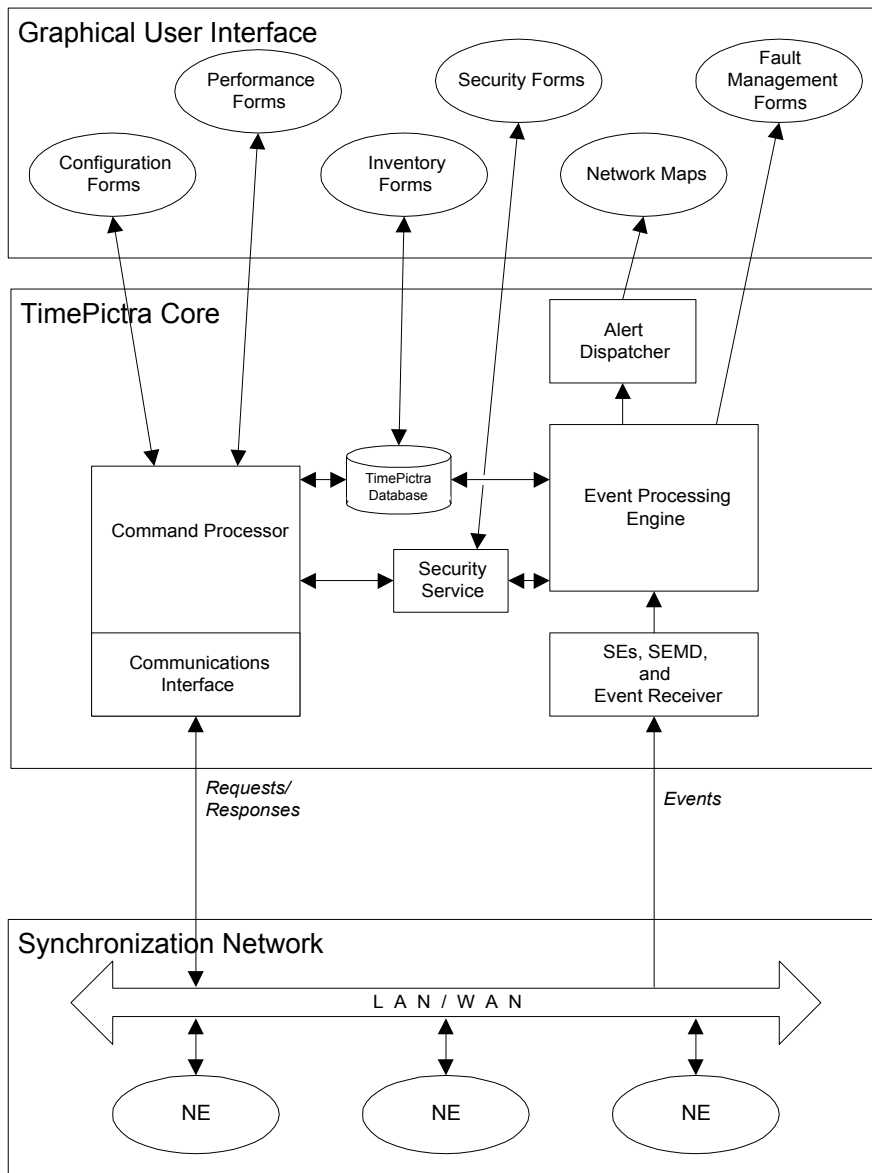 Graphical User Interface
Performance
Forms
Security Forms
Fault
Management
Forms
Configuration
Forms
Inventory
Forms
Network Maps
TimePictra Core
Alert
Dispatcher
TimePictra
Database
Command Processor
Event Processing
Engine
Security
Service
Communications
Interface
SEs, SEMD,
and
Event Receiver
Requests/
Responses
Events
Synchronization Network
L A N / W A N
NE
NE
NE